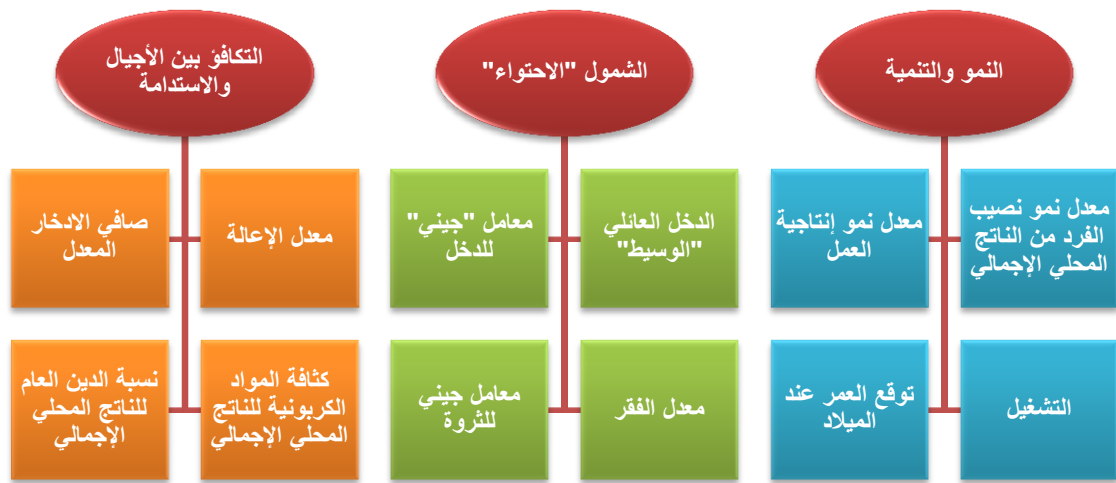 النمو والتنمية
معدل نمو نصيب
الفرد من الناتج
المحلي الإجمالي
معدل نمو إنتاجية
العمل
التشغيل
توقع العمر عند
الميلاد
الشمول "الاحتواء"
الدخل العائلي
"الوسيط"
معامل "جيني"
للدخل
معدل الفقر
معامل جيني
للثروة
التكافؤ بين الأجيال
والاستدامة
معدل الإعالة
صافي الادخار
المعدل
كثافة المواد
الكربونية للناتج
المحلي الإجمالي
نسبة الدين العام
للناتج المحلي
الإجمالي